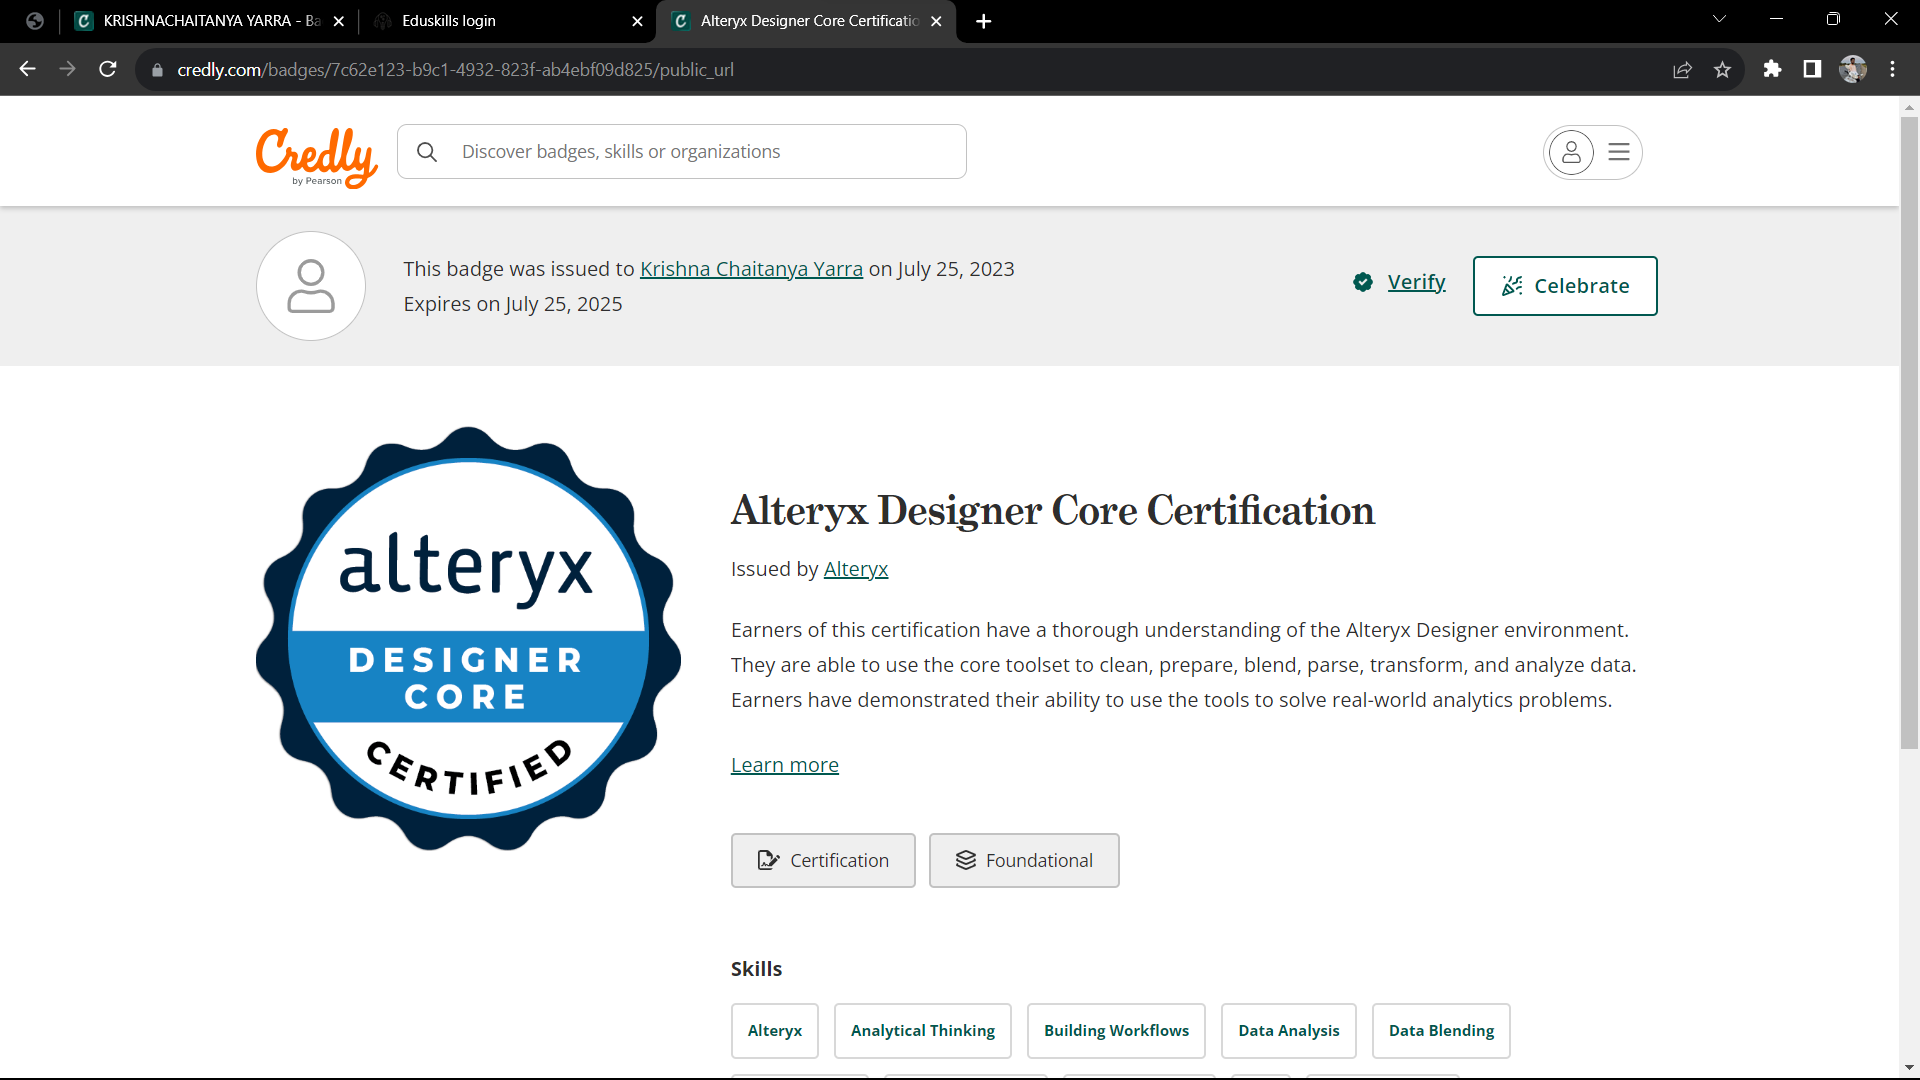 KRISHNACHAITANYA YARRA - Ba
Eduskills login
Alteryx Designer Core Certificatio
credly.com/badges/7c62e123-b9c1-4932-823f-ab4ebf09d825/public_url
Credly
by Pearson
Discover badges, skills or organizations
This badge was issued to Krishna Chaitanya Yarra on July 25, 2023
Expires on July 25, 2025
Verify
Celebrate
alteryx
DESIGNER
CORE
CERTIFIED
Alteryx Designer Core Certification
Issued by Alteryx
Earners of this certification have a thorough understanding of the Alteryx Designer environment.
They are able to use the core toolset to clean, prepare, blend, parse, transform, and analyze data.
Earners have demonstrated their ability to use the tools to solve real-world analytics problems.
Learn more
Certification
Foundational
Skills
Alteryx
Analytical Thinking
Building Workflows
Data Analysis
Data Blending